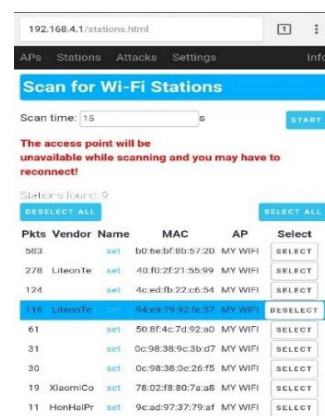 192.168.4.1/stations.html 1
APs Stations Attacks Settings Info
Scan for Wi-Fi Stations
Scan time: 15 s START
The access point will be
unavailable while scanning and you may have to
reconnect!
Stations found: 9
DESELECT ALL SELECT ALL
Pkts Vendor Name MAC AP Select
583 set b0:6e:bf:8b:57:20 MY WIFI SELECT
278 LiteonTe set 40:f0:2f:21:55:99 MY WIFI SELECT
124 set 4c:ed:fb:22:c6:54 MY WIFI SELECT
116 LiteonTe set 94:e9:79:92:fe:57 MY WIFI DESELECT
61 set 50:8f:4c:7d:92:a0 MY WIFI SELECT
31 set 0c:98:38:9c:3b:d7 MY WIFI SELECT
30 set 0c:98:38:0c:26:f5 MY WIFI SELECT
19 XiaomiCo set 78:02:f8:80:7a:a8 MY WIFI SELECT
11 HonHaiPr set 9c:ad:97:37:79:af MY WIFI SELECT